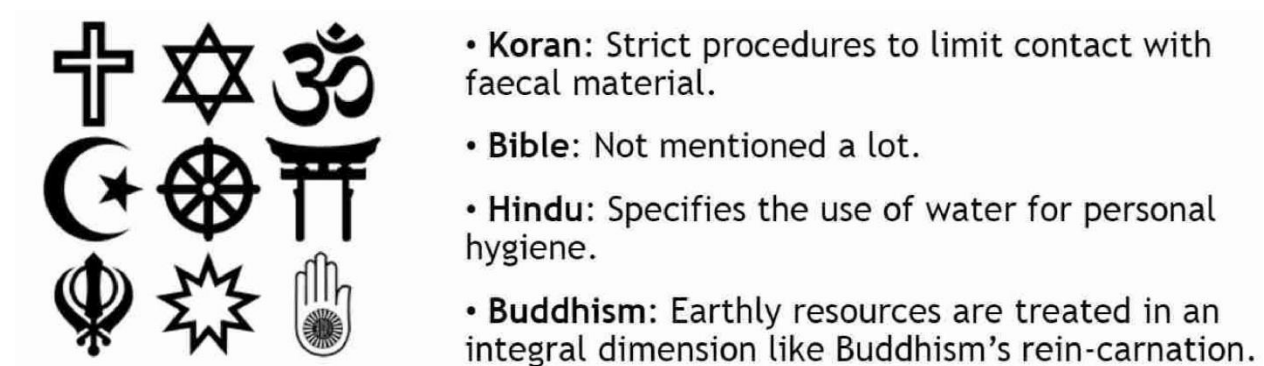 • Koran: Strict procedures to limit contact with
faecal material.
• Bible: Not mentioned a lot.
• Hindu: Specifies the use of water for personal
hygiene.
• Buddhism: Earthly resources are treated in an
integral dimension like Buddhism’s rein-carnation.